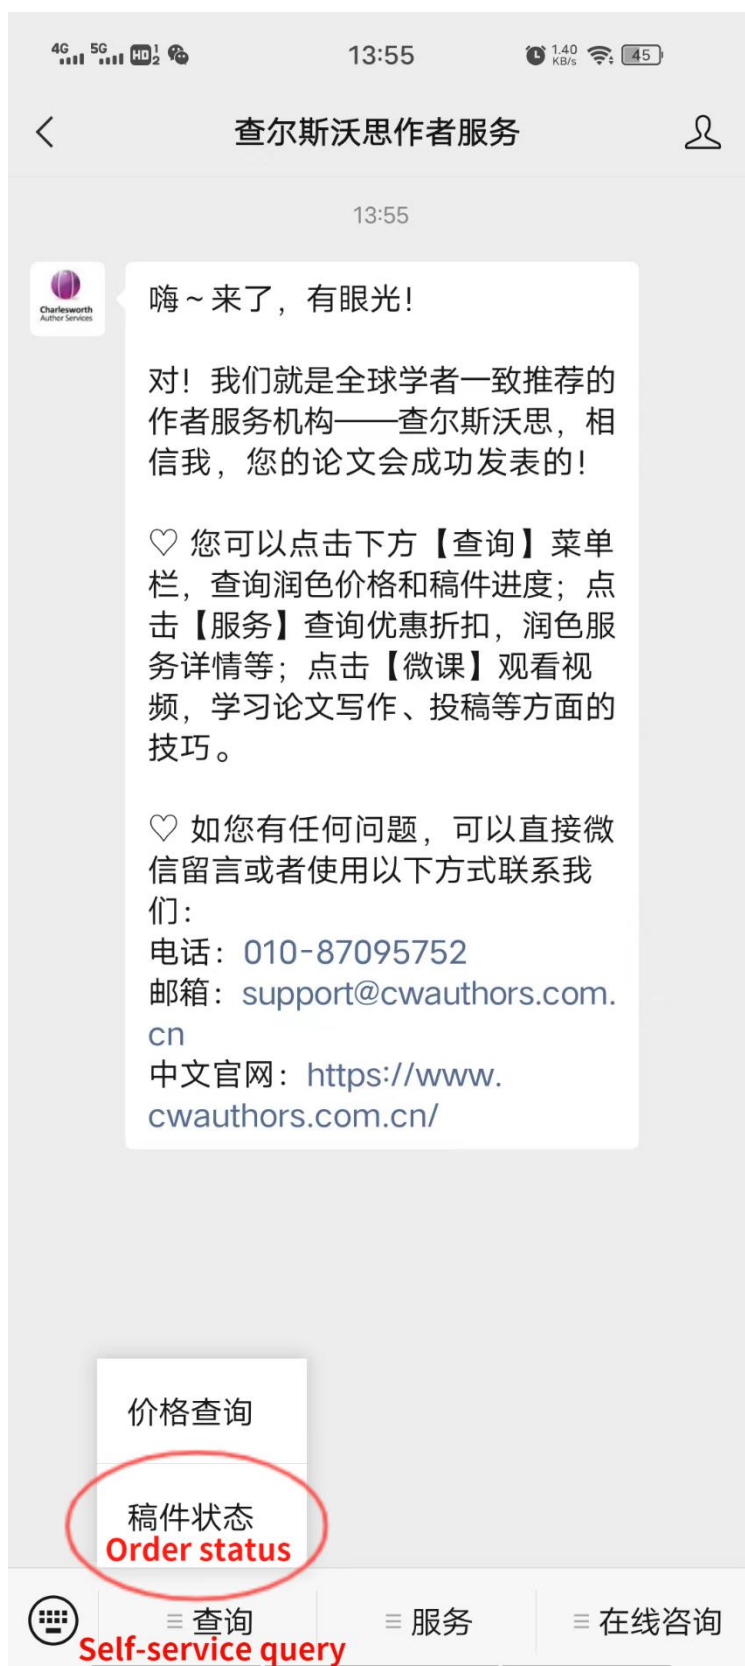 4G 5G HD 1 2 13:55 1.40 KB/s 45
查尔斯沃思作者服务
13:55
Charlesworth
Author Services
嗨~来了，有眼光！
对！我们就是全球学者一致推荐的
作者服务机构——查尔斯沃思，相
信我，您的论文会成功发表的！
♡ 您可以点击下方【查询】菜单
栏，查询润色价格和稿件进度；点
击【服务】查询优惠折扣，润色服
务详情等；点击【微课】观看视
频，学习论文写作、投稿等方面的
技巧。
♡ 如您有任何问题，可以直接微
信留言或者使用以下方式联系我
们：
电话：010-87095752
邮箱：support@cwauthors.com.
cn
中文官网：https://www.
cwauthors.com.cn/
价格查询
稿件状态
Order status
查询 服务 在线咨询
Self-service query